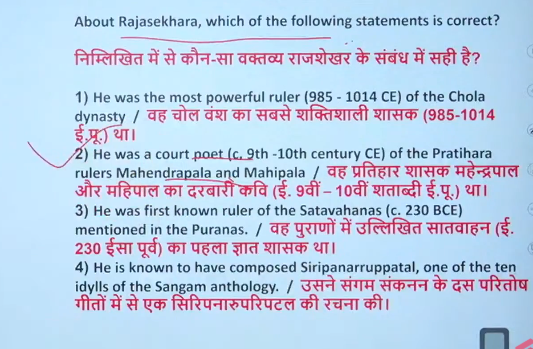 About Rajasekhara, which of the following statements is correct?
निम्लिखित में से कौन-सा वक्तव्य राजशेखर के संबंध में सही है?
1) He was the most powerful ruler (985 - 1014 CE) of the Chola
dynasty / वह चोल वंश का सबसे शक्तिशाली शासक (985-1014
ई.पू.) था।
2) He was a court poet (c. 9th -10th century CE) of the Pratihara
rulers Mahendrapala and Mahipala / वह प्रतिहार शासक महेन्द्रपाल
और महिपाल का दरबारी कवि (ई. 9वीं – 10वीं शताब्दी ई.पू.) था।
3) He was first known ruler of the Satavahanas (c. 230 BCE)
mentioned in the Puranas. / वह पुराणों में उल्लिखित सातवाहन (ई.
230 ईसा पूर्व) का पहला ज्ञात शासक था।
4) He is known to have composed Siripanarruppatal, one of the ten
idylls of the Sangam anthology. / उसने संगम संकनन के दस परितोष
गीतों में से एक सिरिपनारुपरिपटल की रचना की।